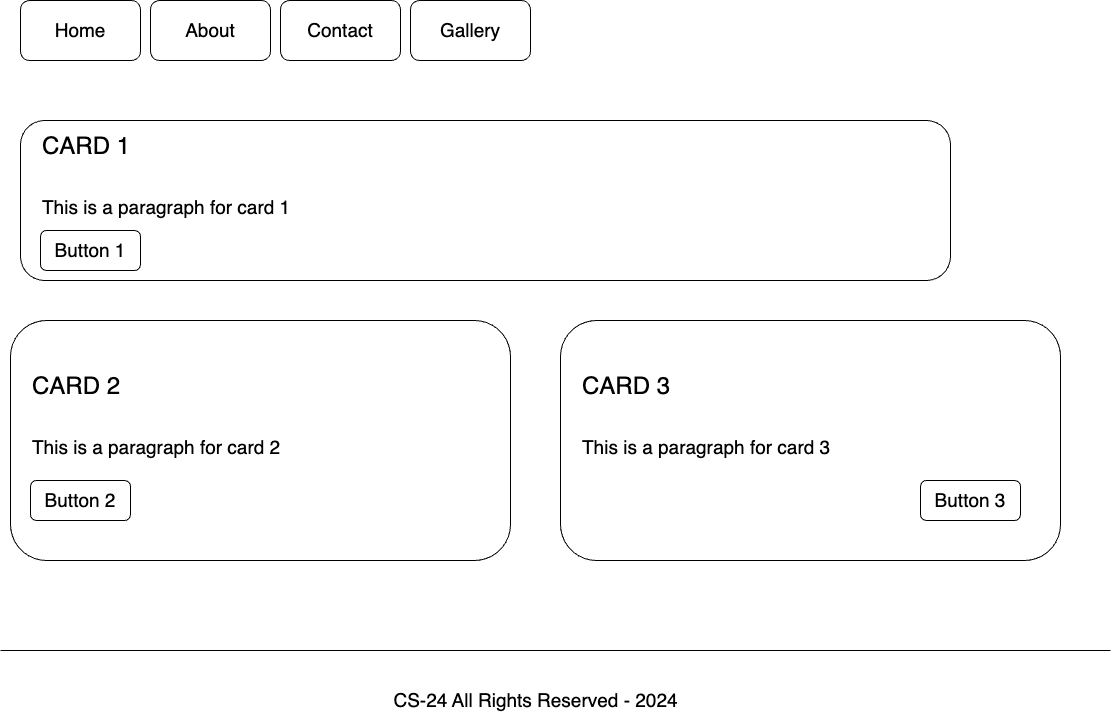 Home About Contact Gallery
CARD 1
This is a paragraph for card 1
Button 1
CARD 2
This is a paragraph for card 2
Button 2
CARD 3
This is a paragraph for card 3
Button 3
CS-24 All Rights Reserved - 2024